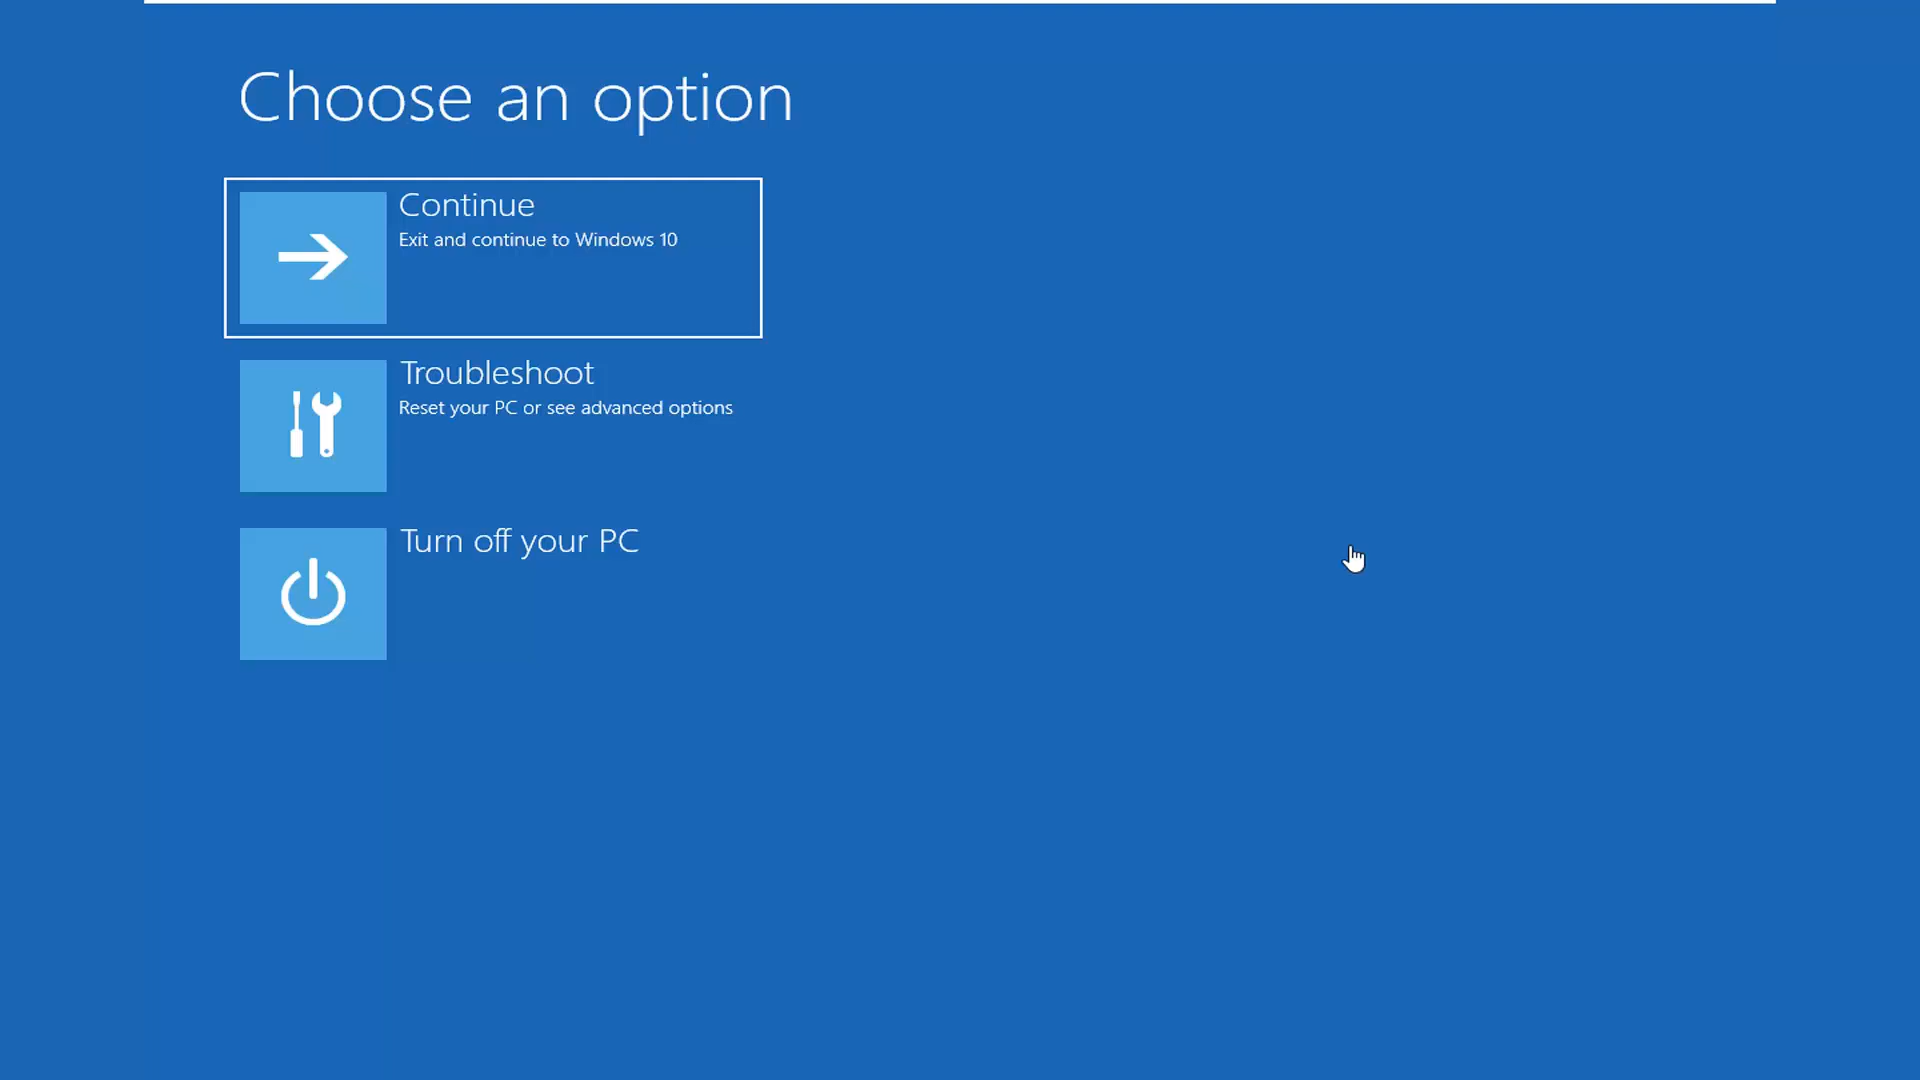 Choose an option
Continue
Exit and continue to Windows 10
Troubleshoot
Reset your PC or see advanced options
Turn off your PC